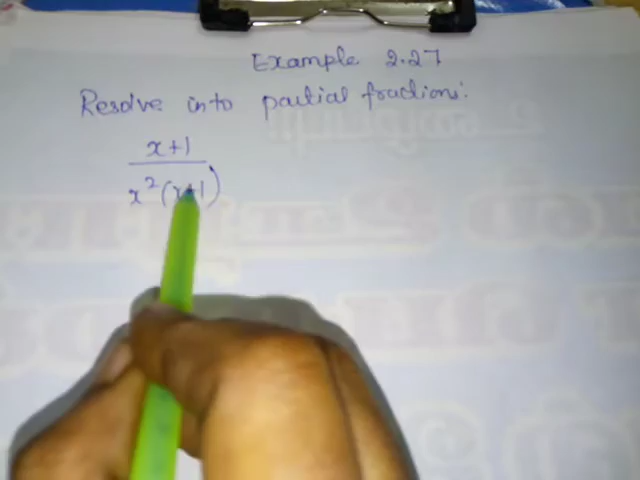 Example 2.27
Resolve into partial fractions:
x+1
x²(x-1)